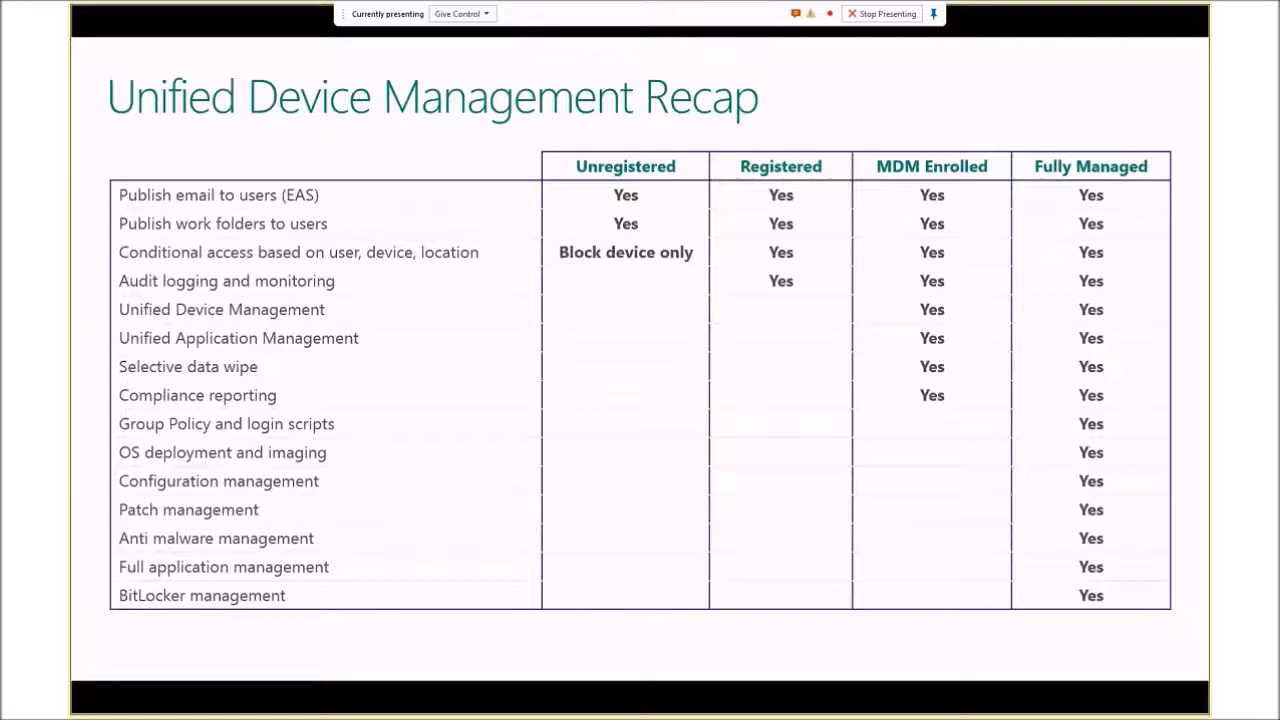 Currently presenting Give Control Stop Presenting
Unified Device Management Recap
Unregistered Registered MDM Enrolled Fully Managed
Publish email to users (EAS) Yes Yes Yes Yes
Publish work folders to users Yes Yes Yes Yes
Conditional access based on user, device, location Block device only Yes Yes Yes
Audit logging and monitoring Yes Yes Yes
Unified Device Management Yes Yes
Unified Application Management Yes Yes
Selective data wipe Yes Yes
Compliance reporting Yes Yes
Group Policy and login scripts Yes
OS deployment and imaging Yes
Configuration management Yes
Patch management Yes
Anti malware management Yes
Full application management Yes
BitLocker management Yes